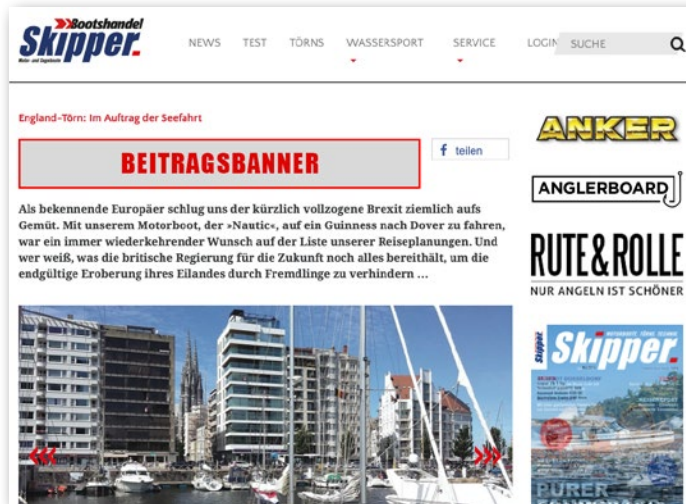 Bootshandel
Skipper.
Motor- und Segelboote
NEWS TEST TÖRNS WASSERSPORT SERVICE LOGIN SUCHE
England-Törn: Im Auftrag der Seefahrt
BEITRAGSBANNER
teilen
Als bekennende Europäer schlug uns der kürzlich vollzogene Brexit ziemlich aufs
Gemüt. Mit unserem Motorboot, der »Nautic«, auf ein Guinness nach Dover zu fahren,
war ein immer wiederkehrender Wunsch auf der Liste unserer Reiseplanungen. Und
wer weiß, was die britische Regierung für die Zukunft noch alles bereithält, um die
endgültige Eroberung ihres Eilandes durch Fremdlinge zu verhindern ...
ANKER
ANGLERBOARD
RUTE & ROLLE
NUR ANGELN IST SCHÖNER
Skipper.
Skipper.
PURER